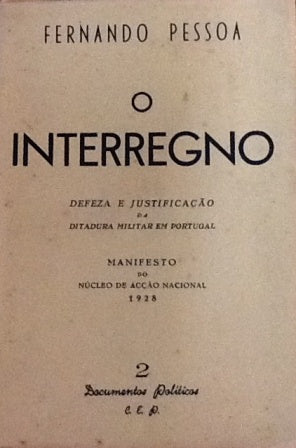 FERNANDO PESSOA
O
INTERREGNO
DEFEZA E JUSTIFICAÇÃO
DA
DITADURA MILITAR EM PORTUGAL
MANIFESTO
DO
NÚCLEO DE ACÇÃO NACIONAL
1928
2
Documentos Políticos
C. E. P.